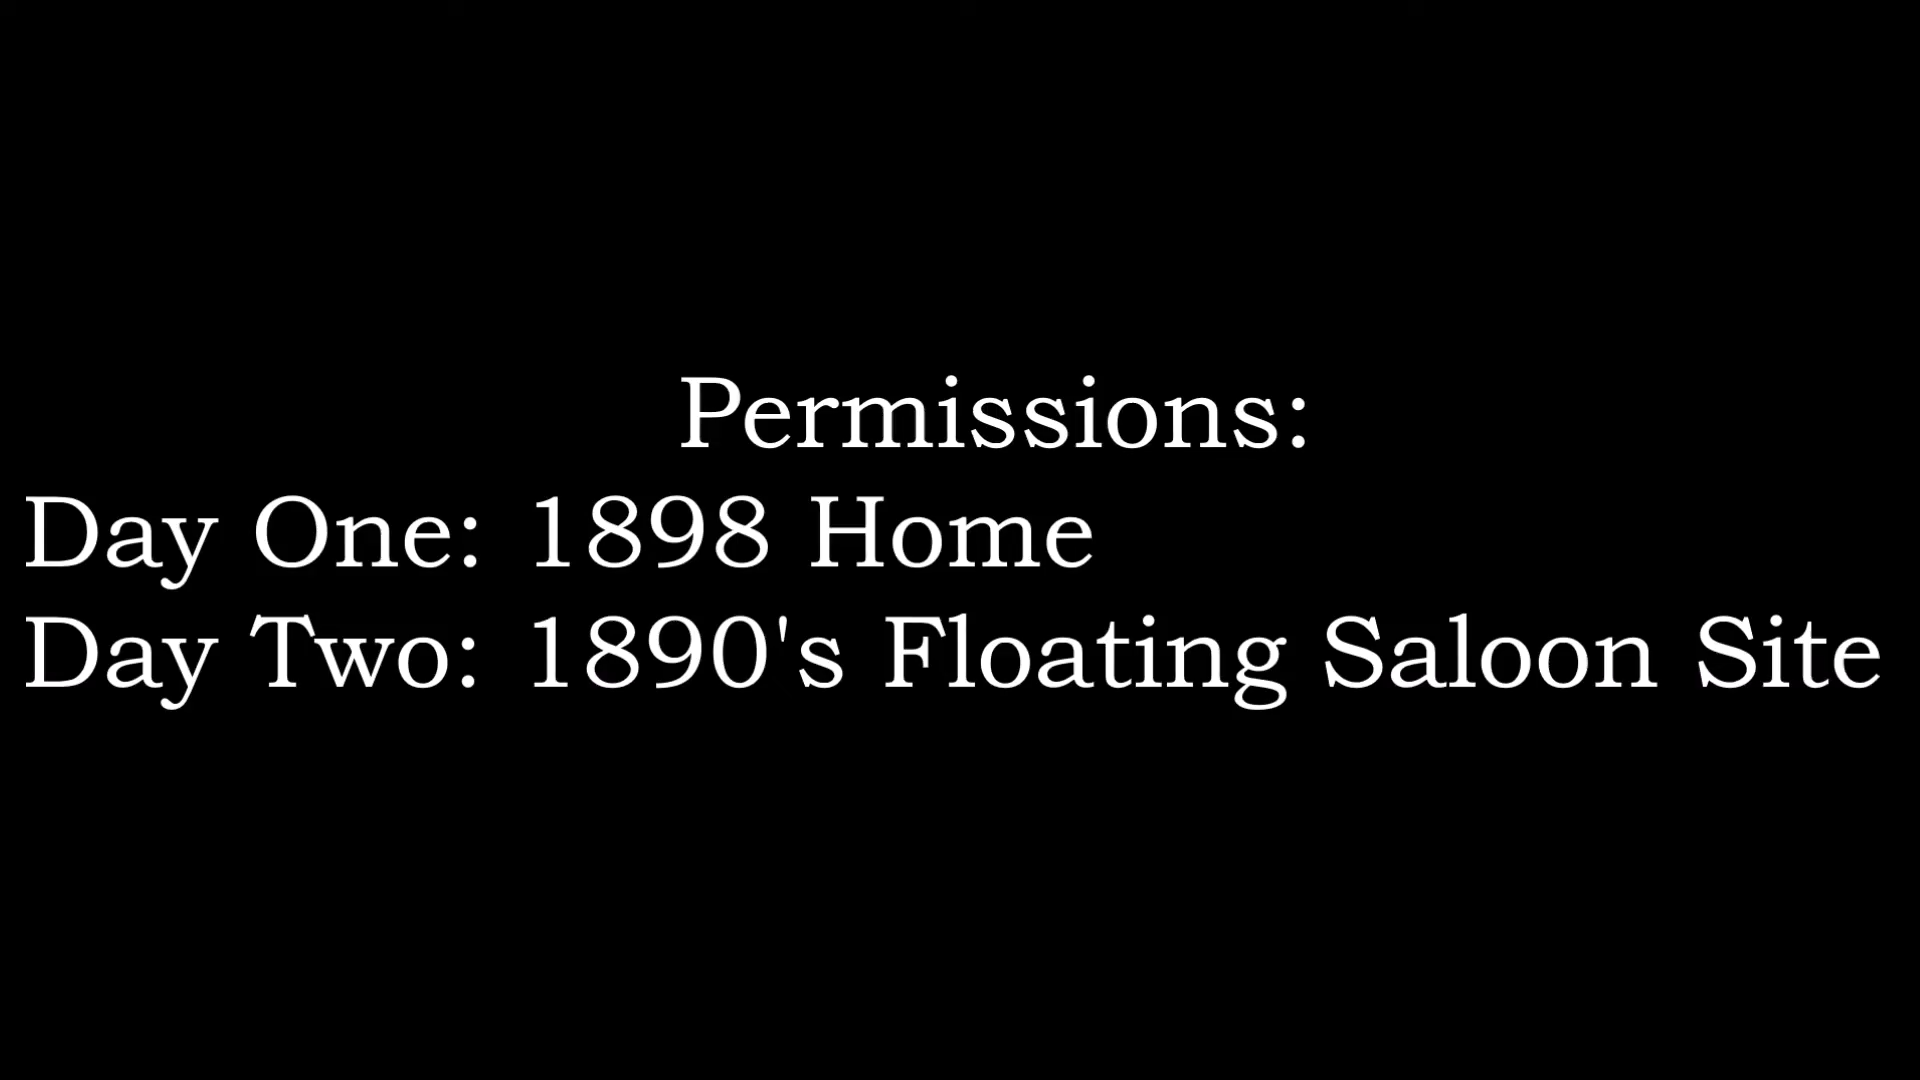 Permissions:
Day One: 1898 Home
Day Two: 1890's Floating Saloon Site